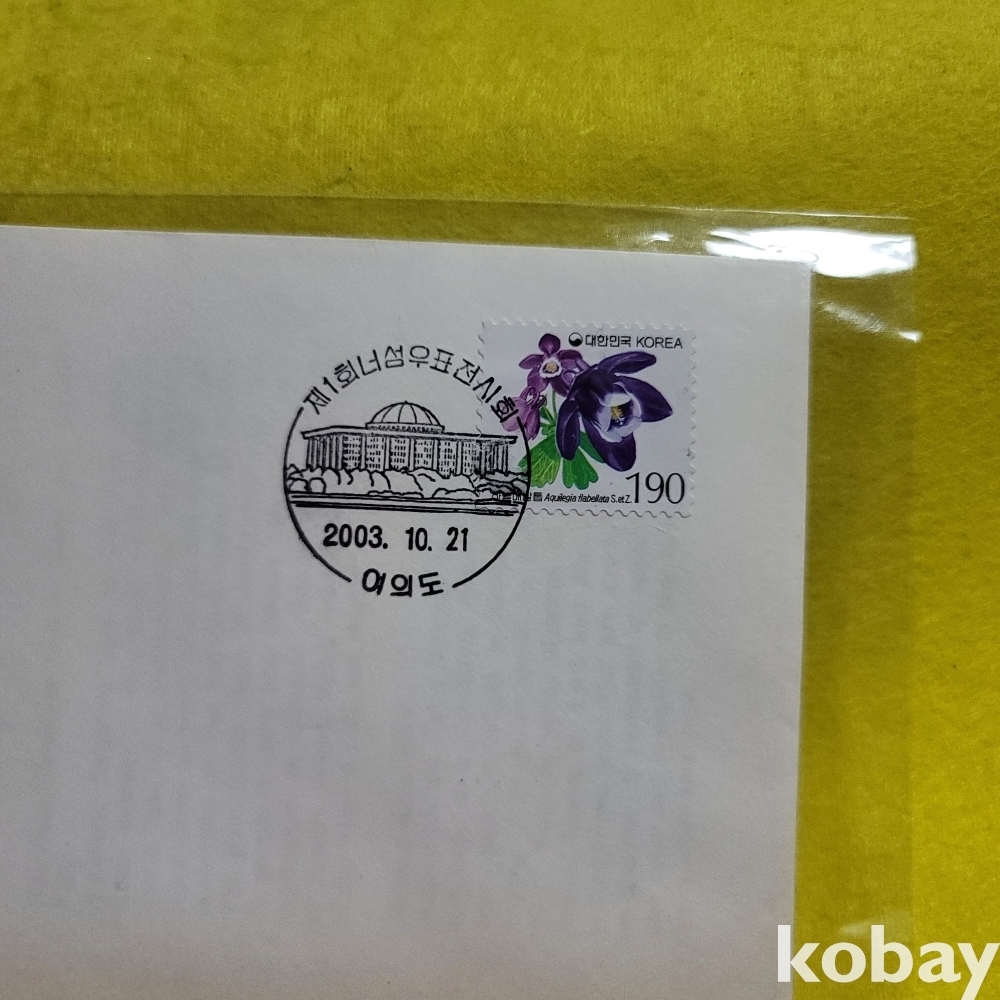 대한민국 KOREA
제1회너섬우표전시회
Aquilegia flabellata S. et Z.
190
2003. 10. 21
여의도
kobay